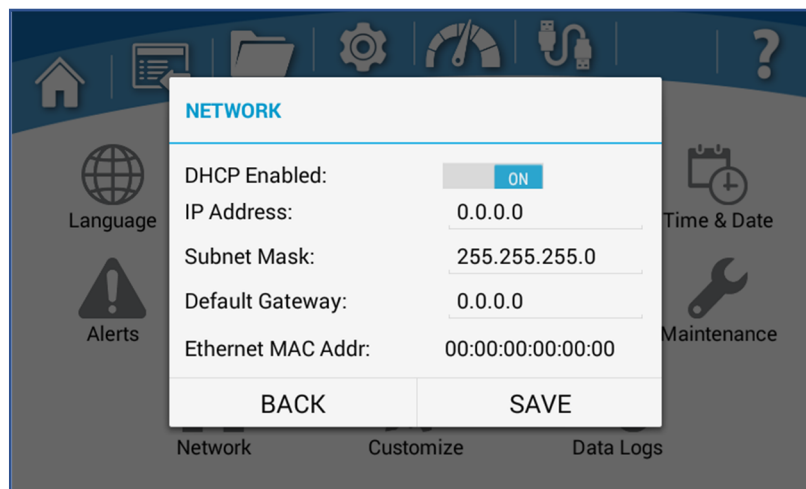 ?
NETWORK
DHCP Enabled: ON
IP Address: 0.0.0.0
Language
Time & Date
Subnet Mask: 255.255.255.0
Default Gateway: 0.0.0.0
Alerts
Maintenance
Ethernet MAC Addr: 00:00:00:00:00:00
BACK SAVE
Network Customize Data Logs